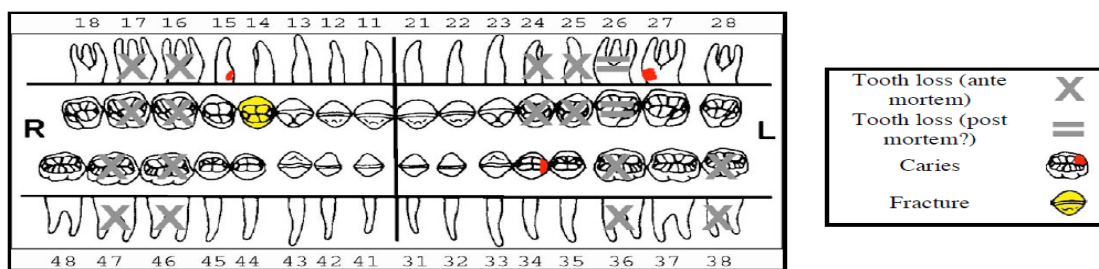 18 17 16 15 14 13 12 11 21 22 23 24 25 26 27 28
R L
48 47 46 45 44 43 42 41 31 32 33 34 35 36 37 38
Tooth loss (ante
mortem)
Tooth loss (post
mortem?)
Caries
Fracture